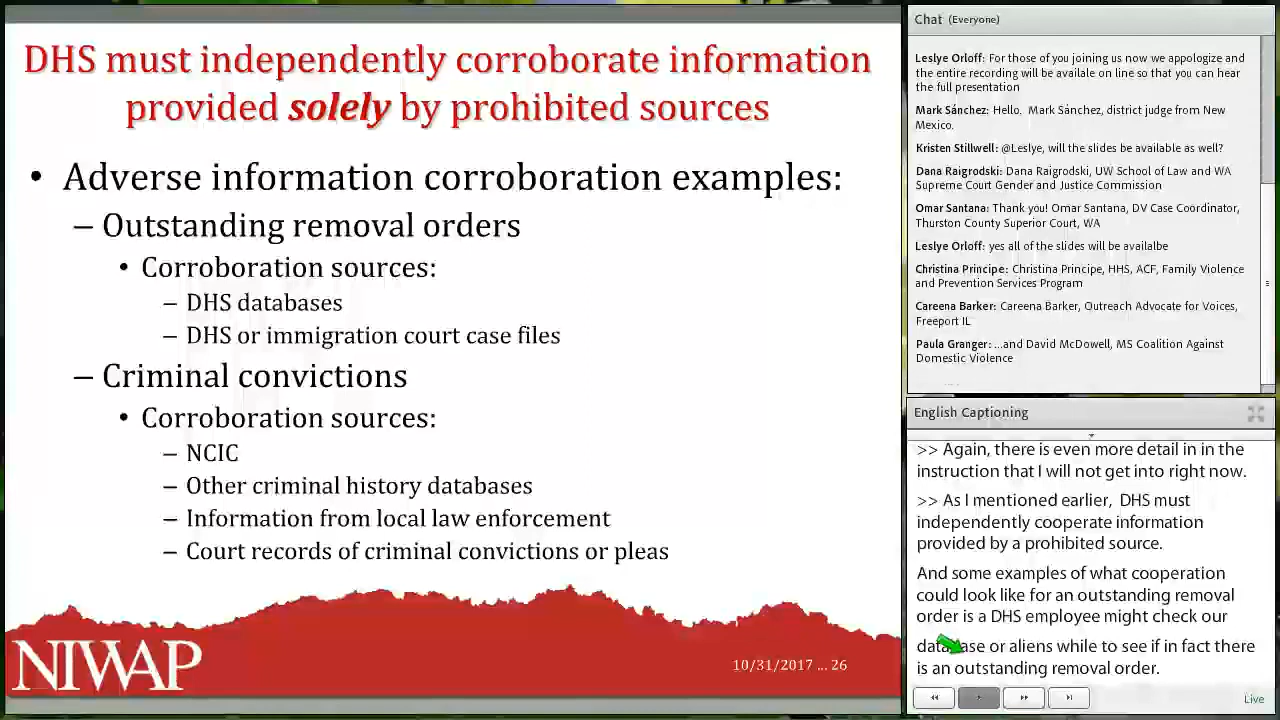 DHS must independently corroborate information
provided solely by prohibited sources
• Adverse information corroboration examples:
– Outstanding removal orders
• Corroboration sources:
– DHS databases
– DHS or immigration court case files
– Criminal convictions
• Corroboration sources:
– NCIC
– Other criminal history databases
– Information from local law enforcement
– Court records of criminal convictions or pleas
NIWAP
10/31/2017 ... 26
Chat (Everyone)
Leslye Orloff: For those of you joining us now we appologize and
the entire recording will be availale on line so that you can hear
the full presentation
Mark Sánchez: Hello. Mark Sánchez, district judge from New
Mexico.
Kristen Stillwell: @Leslye, will the slides be available as well?
Dana Raigrodski: Dana Raigrodski, UW School of Law and WA
Supreme Court Gender and Justice Commission
Omar Santana: Thank you! Omar Santana, DV Case Coordinator,
Thurston County Superior Court, WA
Leslye Orloff: yes all of the slides will be availalbe
Christina Principe: Christina Principe, HHS, ACF, Family Violence
and Prevention Services Program
Careena Barker: Careena Barker, Outreach Advocate for Voices,
Freeport IL
Paula Granger: ...and David McDowell, MS Coalition Against
Domestic Violence
English Captioning
>> Again, there is even more detail in in the
instruction that I will not get into right now.
>> As I mentioned earlier, DHS must
independently cooperate information
provided by a prohibited source.
And some examples of what cooperation
could look like for an outstanding removal
order is a DHS employee might check our
database or aliens while to see if in fact there
is an outstanding removal order.
Live